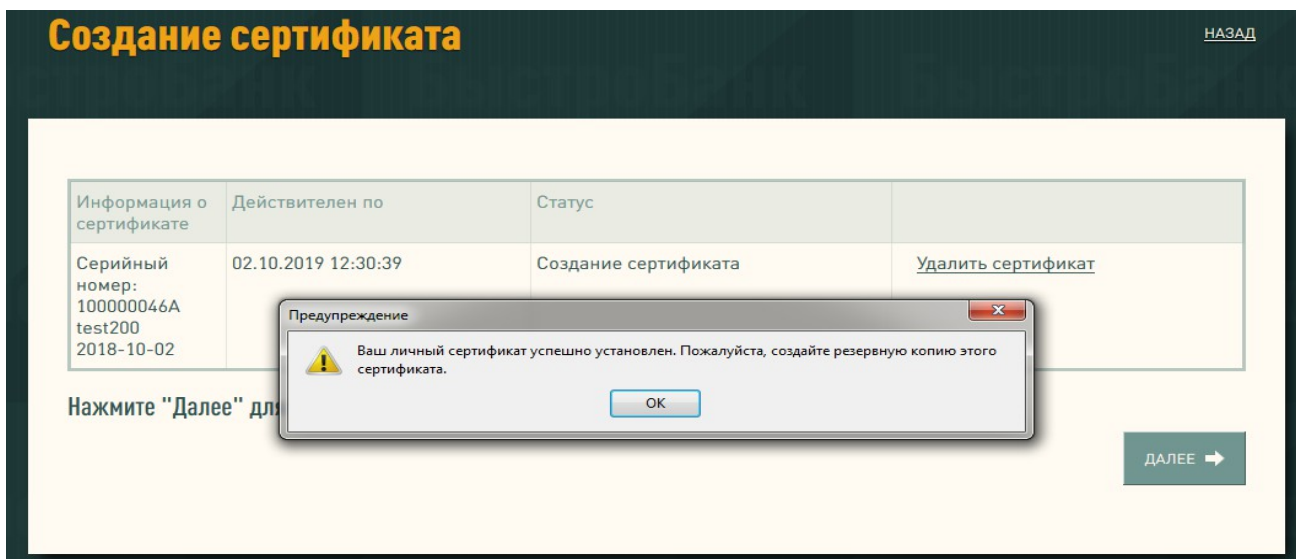 Создание сертификата
НАЗАД
Быстробанк
Информация о сертификате
Действителен по
Статус
Серийный номер:
100000046A
test200
2018-10-02
02.10.2019 12:30:39
Создание сертификата
Удалить сертификат
Предупреждение
Ваш личный сертификат успешно установлен. Пожалуйста, создайте резервную копию этого
сертификата.
OK
Нажмите "Далее"
ДАЛЕЕ